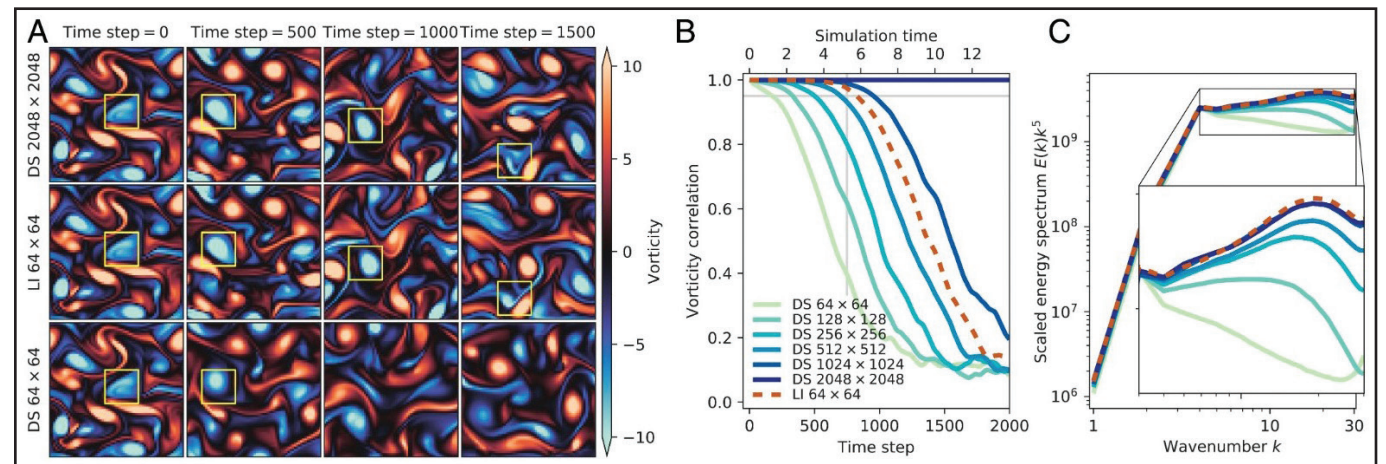 A
Time step = 0
Time step = 500
Time step = 1000
Time step = 1500
DS 2048 × 2048
LI 64 × 64
DS 64 × 64
10
5
0
−5
−10
Vorticity
B
Simulation time
0 2 4 6 8 10 12
Vorticity correlation
1.0
0.8
0.6
0.4
0.2
0.0
DS 64 × 64
DS 128 × 128
DS 256 × 256
DS 512 × 512
DS 1024 × 1024
DS 2048 × 2048
LI 64 × 64
0 500 1000 1500 2000
Time step
C
Scaled energy spectrum E(k)k⁵
10⁹
10⁸
10⁷
10⁶
1 10 30
Wavenumber k